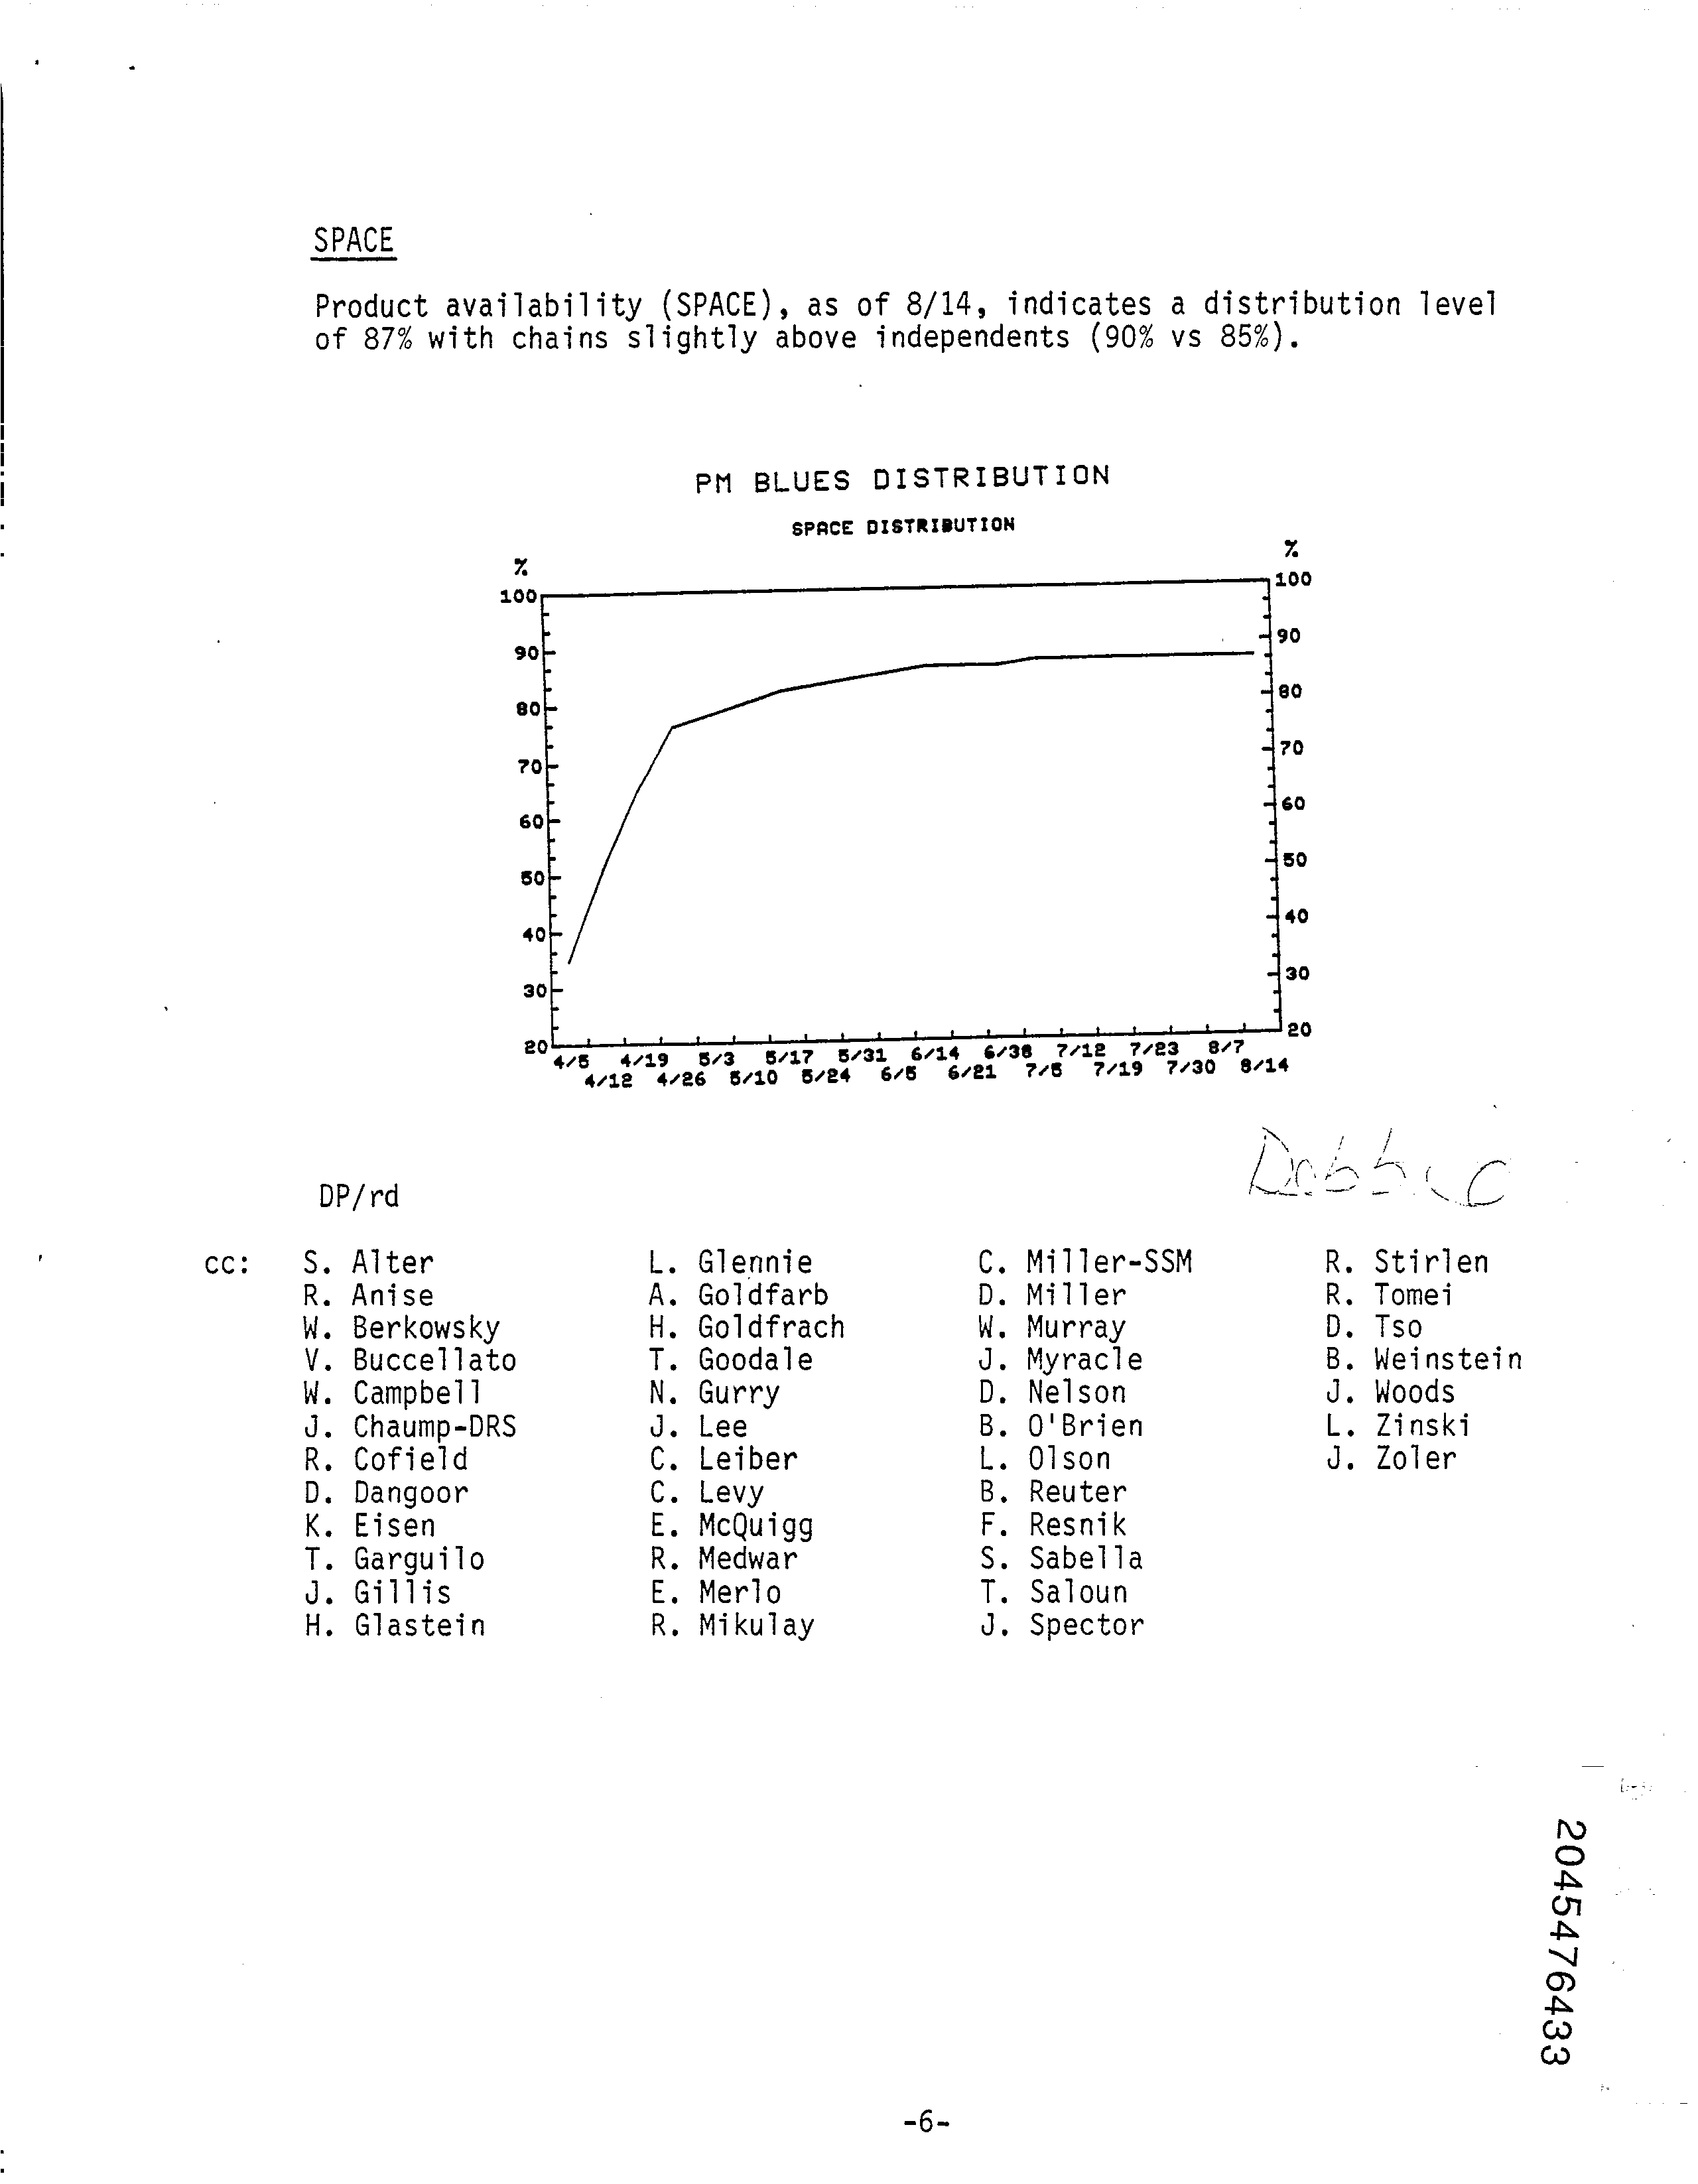 SPACE
Product availability (SPACE), as of 8/14, indicates a distribution level
of 87% with chains slightly above independents (90% vs 85%).
PM BLUES DISTRIBUTION
SPACE DISTRIBUTION
% %
100 100
90 90
80 80
70 70
60 60
50 50
40 40
30 30
20 20
4/5 4/19 5/3 5/17 5/31 6/14 6/38 7/12 7/23 8/7
4/12 4/26 5/10 5/24 6/5 6/21 7/5 7/19 7/30 8/14
Debbie
DP/rd
cc: S. Alter L. Glennie C. Miller-SSM R. Stirlen
R. Anise A. Goldfarb D. Miller R. Tomei
W. Berkowsky H. Goldfrach W. Murray D. Tso
V. Buccellato T. Goodale J. Myracle B. Weinstein
W. Campbell N. Gurry D. Nelson J. Woods
J. Chaump-DRS J. Lee B. O'Brien L. Zinski
R. Cofield C. Leiber L. Olson J. Zoler
D. Dangoor C. Levy B. Reuter
K. Eisen E. McQuigg F. Resnik
T. Garguilo R. Medwar S. Sabella
J. Gillis E. Merlo T. Saloun
H. Glastein R. Mikulay J. Spector
2045476433
-6-